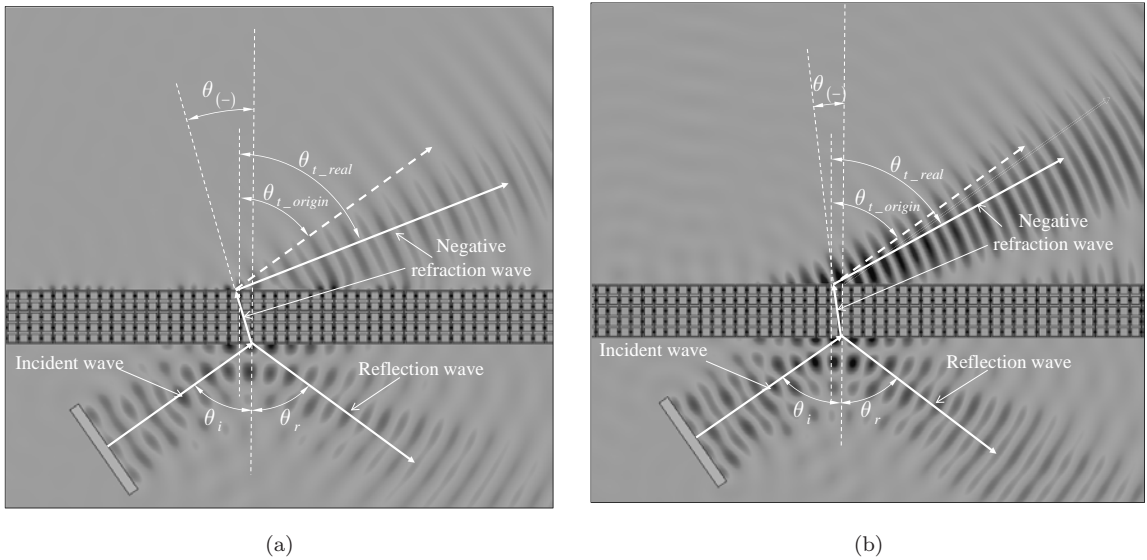 θ(−)
θt_real
θt_origin
Negative
refraction wave
Incident wave
Reflection wave
θi
θr
(a)
θ(−)
θt_real
θt_origin
Negative
refraction wave
Incident wave
Reflection wave
θi
θr
(b)